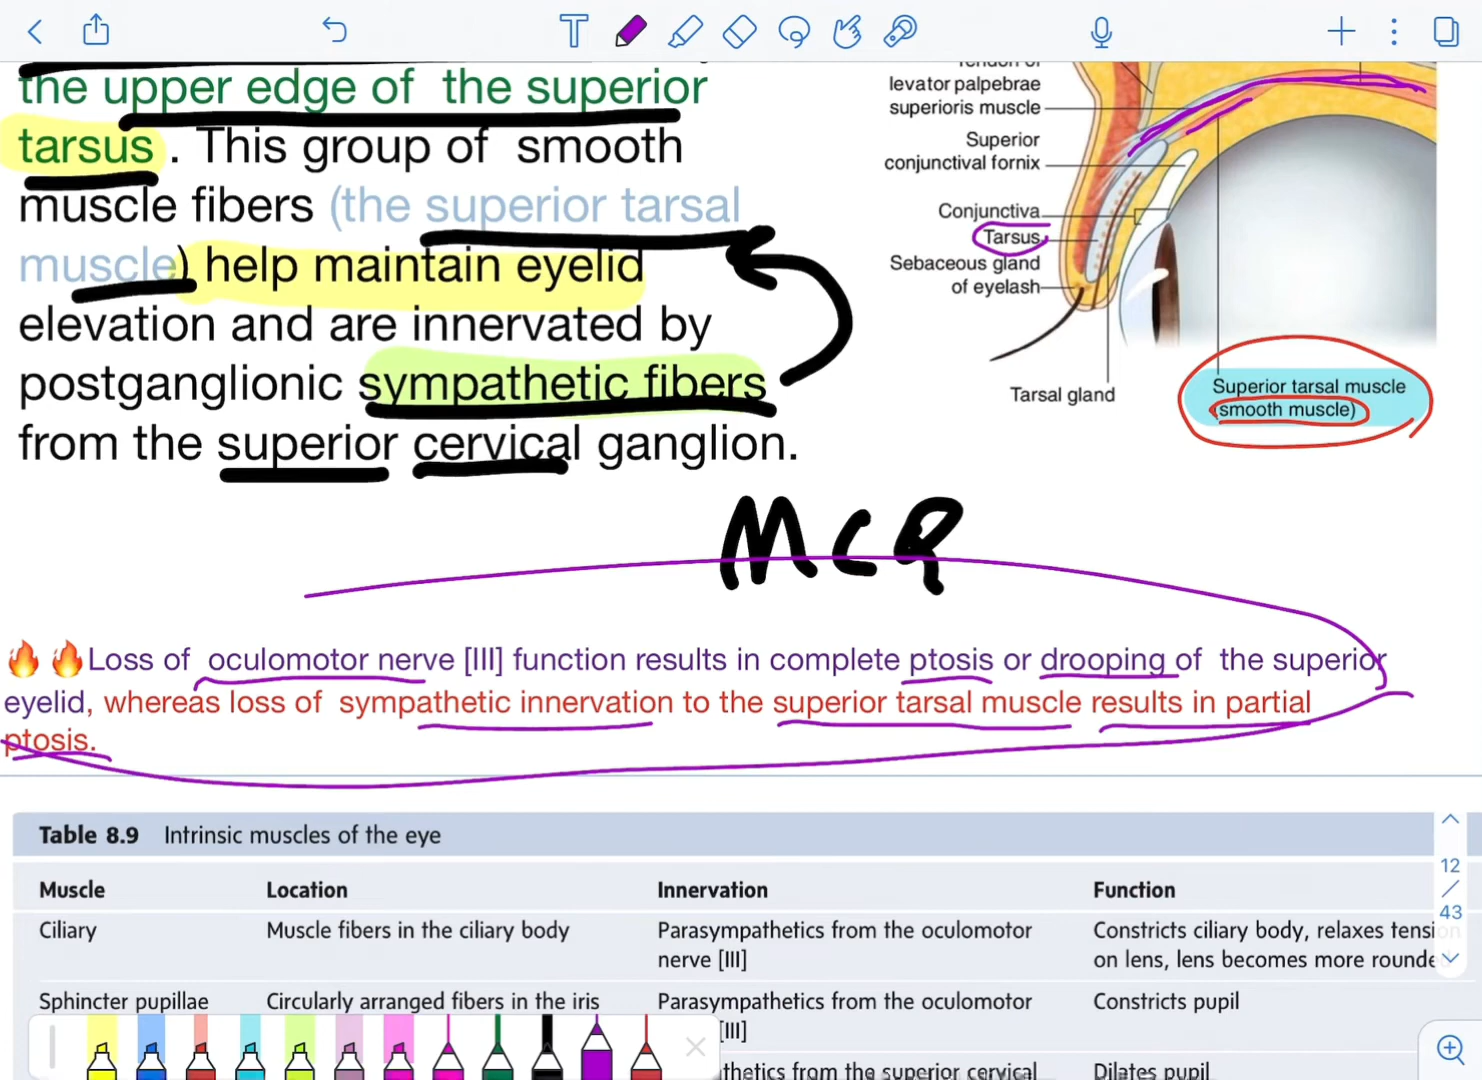 the upper edge of the superior
tarsus . This group of smooth
muscle fibers (the superior tarsal
muscle) help maintain eyelid
elevation and are innervated by
postganglionic sympathetic fibers
from the superior cervical ganglion.
Tendon of
levator palpebrae
superioris muscle
Superior
conjunctival fornix
Conjunctiva
Tarsus
Sebaceous gland
of eyelash
Tarsal gland
Superior tarsal muscle
(smooth muscle)
MCQ
🔥 🔥Loss of oculomotor nerve [III] function results in complete ptosis or drooping of the superior
eyelid, whereas loss of sympathetic innervation to the superior tarsal muscle results in partial
ptosis.
Table 8.9 Intrinsic muscles of the eye
Muscle Location Innervation Function
Ciliary Muscle fibers in the ciliary body Parasympathetics from the oculomotor Constricts ciliary body, relaxes tension
nerve [III] on lens, lens becomes more rounde
Sphincter pupillae Circularly arranged fibers in the iris Parasympathetics from the oculomotor Constricts pupil
[III]
thetics from the superior cervical Dilates pupil
12
/
43